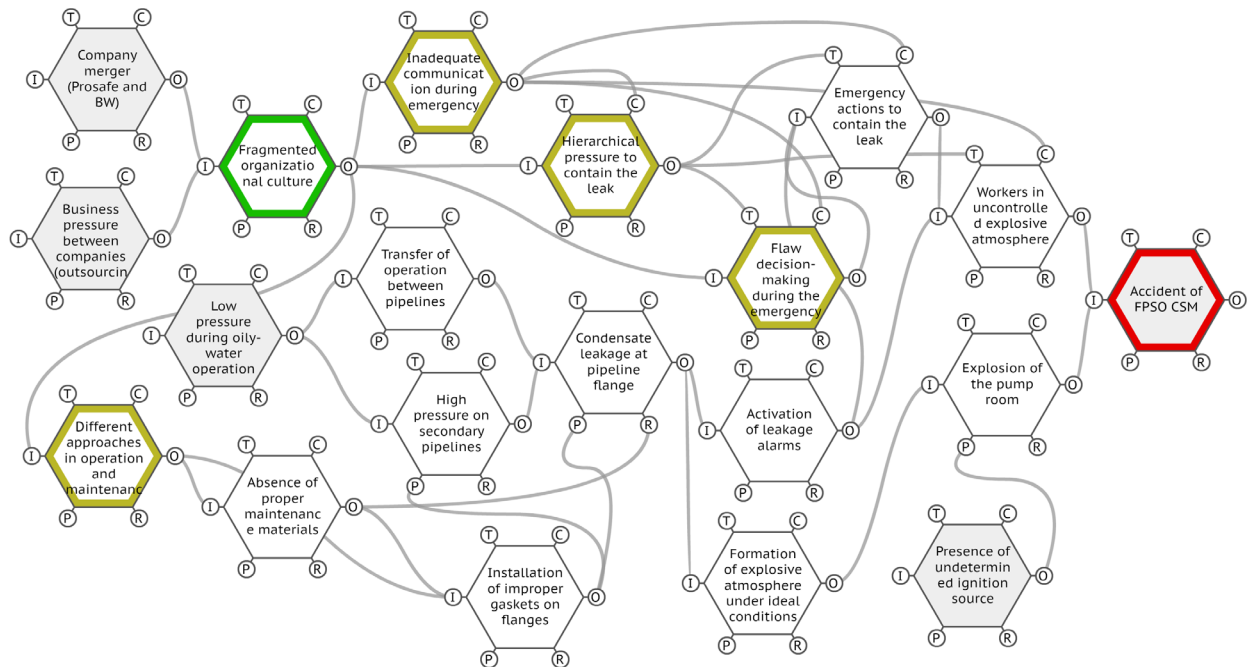 T
C
I
O
P
R
Company
merger
(Prosafe and
BW)
T
C
I
O
P
R
Business
pressure
between
companies
(outsourcin
T
C
I
O
P
R
Fragmented
organizatio
nal culture
T
C
I
O
P
R
Inadequate
communicat
ion during
emergency
T
C
I
O
P
R
Hierarchical
pressure to
contain the
leak
T
C
I
O
P
R
Emergency
actions to
contain the
leak
T
C
I
O
P
R
Workers in
uncontrolle
d explosive
atmosphere
T
C
I
O
P
R
Accident of
FPSO CSM
T
C
I
O
P
R
Low
pressure
during oily-
water
operation
T
C
I
O
P
R
Transfer of
operation
between
pipelines
T
C
I
O
P
R
High
pressure on
secondary
pipelines
T
C
I
O
P
R
Condensate
leakage at
pipeline
flange
T
C
I
O
P
R
Flaw
decision-
making
during the
emergency
T
C
I
O
P
R
Activation
of leakage
alarms
T
C
I
O
P
R
Explosion of
the pump
room
T
C
I
O
P
R
Different
approaches
in operation
and
maintenanc
T
C
I
O
P
R
Absence of
proper
maintenanc
e materials
T
C
I
O
P
R
Installation
of improper
gaskets on
flanges
T
C
I
O
P
R
Formation
of explosive
atmosphere
under ideal
conditions
T
C
I
O
P
R
Presence of
undetermin
ed ignition
source